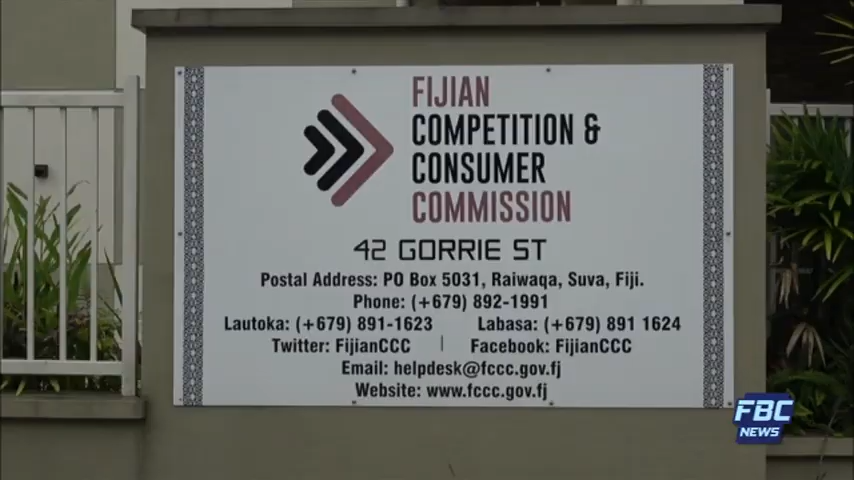 FIJIAN
COMPETITION &
CONSUMER
COMMISSION
42 GORRIE ST
Postal Address: PO Box 5031, Raiwaqa, Suva, Fiji.
Phone: (+679) 892-1991
Lautoka: (+679) 891-1623 Labasa: (+679) 891 1624
Twitter: FijianCCC | Facebook: FijianCCC
Email: helpdesk@fccc.gov.fj
Website: www.fccc.gov.fj
FBC
NEWS